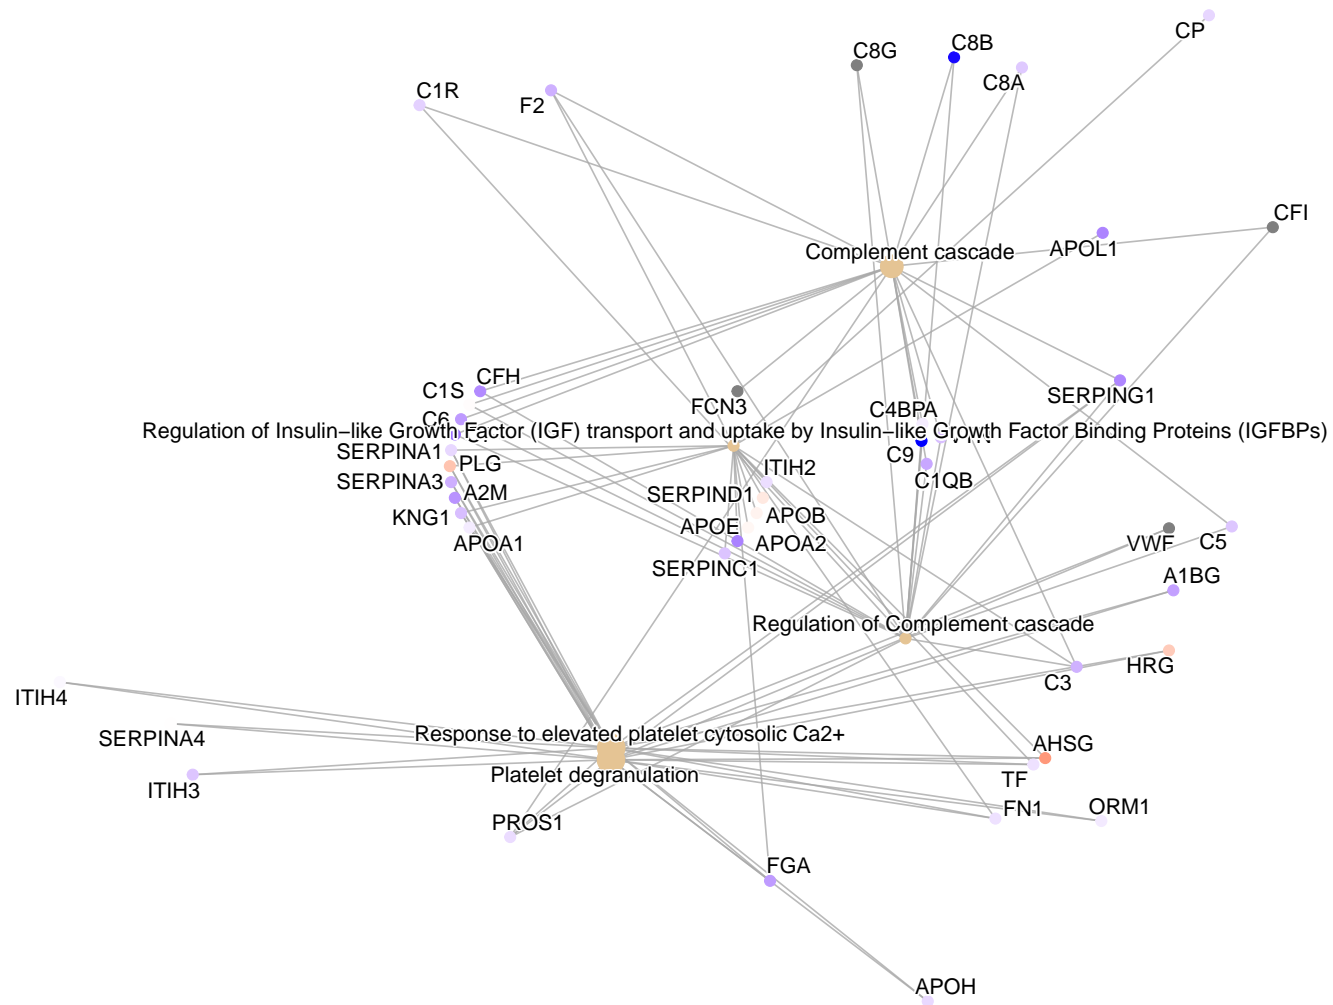 CP
C8B
C8G
C8A
C1R
F2
CFI
APOL1
Complement cascade
CFH
C1S
SERPING1
FCN3
C4BPA
C6
Regulation of Insulin−like Growth Factor (IGF) transport and uptake by Insulin−like Growth Factor Binding Proteins (IGFBPs)
SERPINA1
C9
PLG
ITIH2
SERPINA3
C1QB
A2M
SERPIND1
KNG1
APOB
APOE
APOA1
APOA2
VWF
C5
SERPINC1
A1BG
Regulation of Complement cascade
HRG
C3
ITIH4
Response to elevated platelet cytosolic Ca2+
SERPINA4
AHSG
Platelet degranulation
TF
ITIH3
FN1
ORM1
PROS1
FGA
APOH